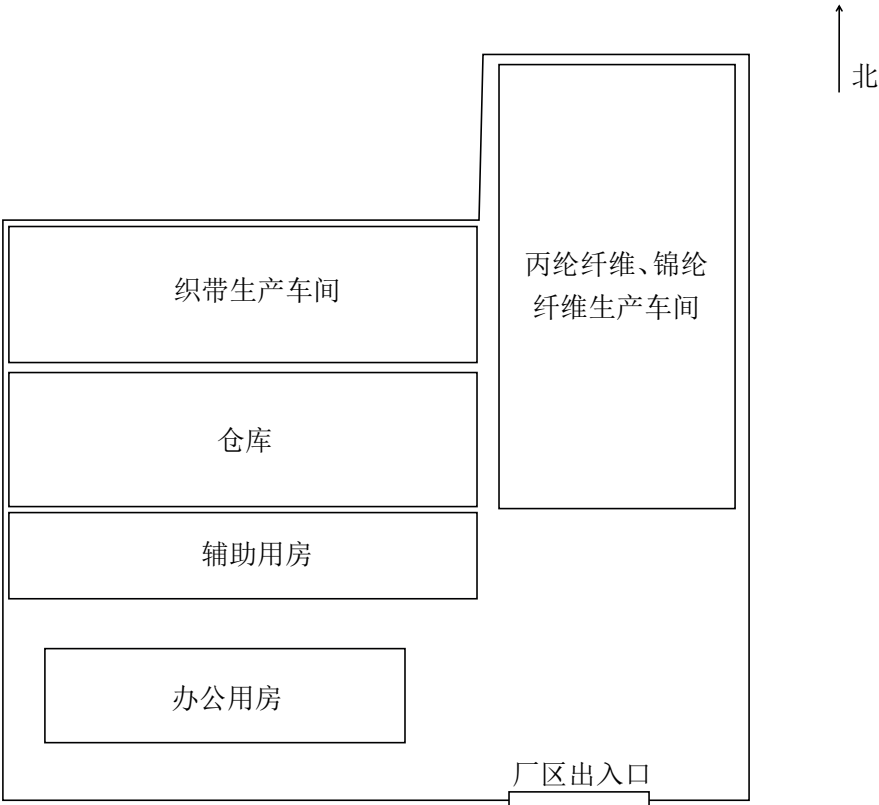 北
丙纶纤维、锦纶
纤维生产车间
织带生产车间
仓库
辅助用房
办公用房
厂区出入口